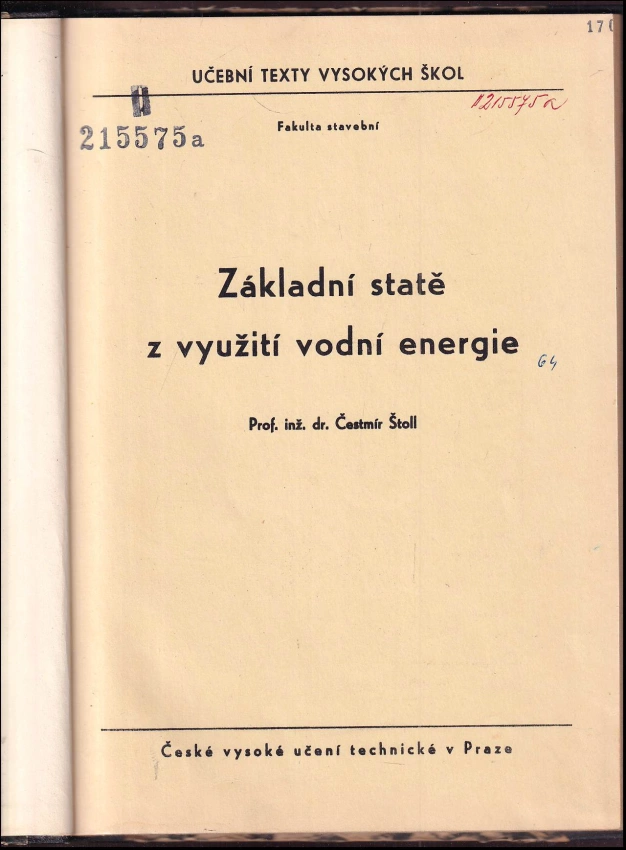 UČEBNÍ TEXTY VYSOKÝCH ŠKOL
215575a
Fakulta stavební
Základní statě
z využití vodní energie
64
Prof. inž. dr. Čestmír Štoll
České vysoké učení technické v Praze